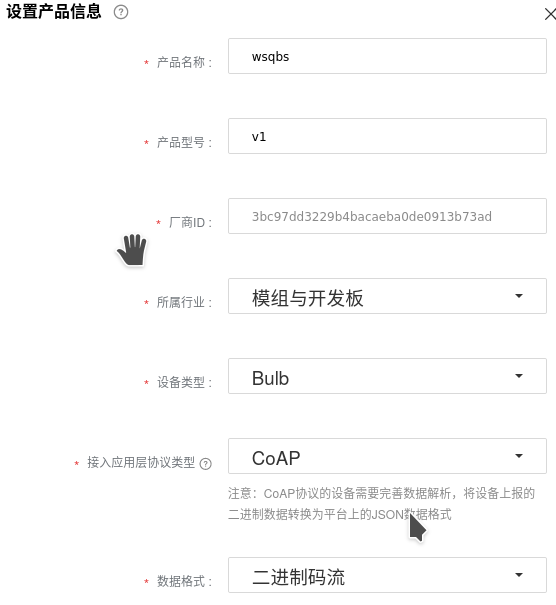 设置产品信息 ?
* 产品名称： wsqbs
* 产品型号： v1
* 厂商ID： 3bc97dd3229b4bacaeba0de0913b73ad
* 所属行业： 模组与开发板
* 设备类型： Bulb
* 接入应用层协议类型 ? ： CoAP
注意：CoAP协议的设备需要完善数据解析，将设备上报的
二进制数据转换为平台上的JSON数据格式
* 数据格式： 二进制码流